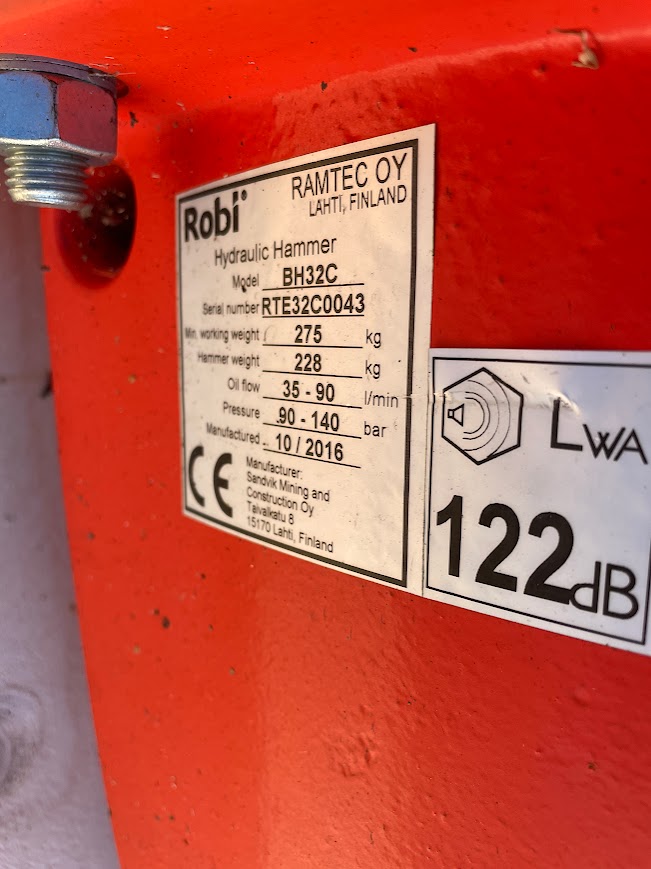 Robi®
RAMTEC OY
LAHTI, FINLAND
Hydraulic Hammer
Model BH32C
Serial number RTE32C0043
Min. working weight 275 kg
Hammer weight 228 kg
Oil flow 35 - 90 l/min
Pressure 90 - 140 bar
Manufactured 10 / 2016
CE
Manufacturer:
Sandvik Mining and
Construction Oy
Taivalkatu 8
15170 Lahti, Finland
LWA
122dB